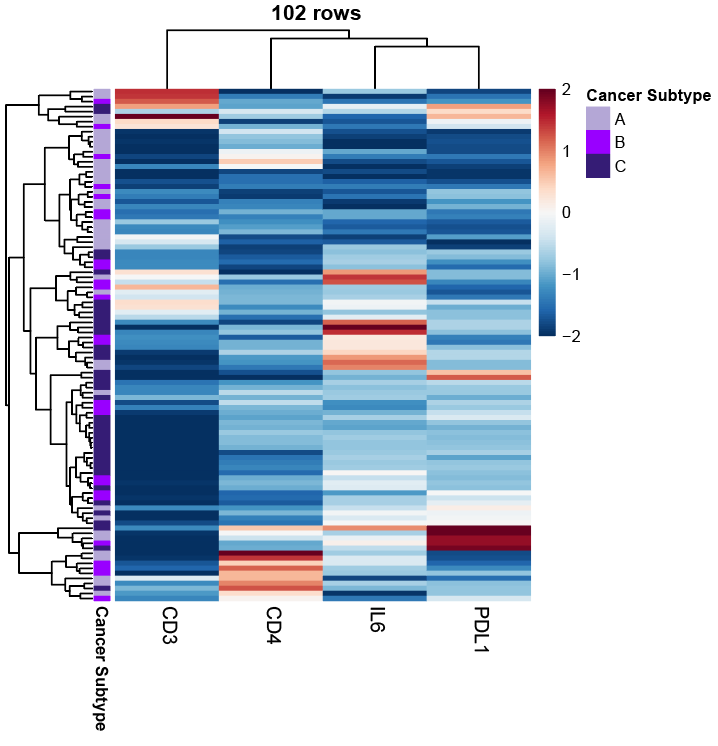 102 rows
2
1
0
−1
−2
Cancer Subtype
A
B
C
CD3
CD4
IL6
PDL1
Cancer Subtype